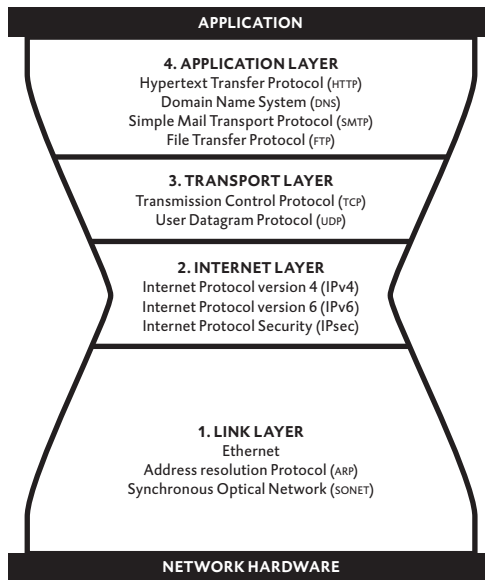 APPLICATION
4. APPLICATION LAYER
Hypertext Transfer Protocol (HTTP)
Domain Name System (DNS)
Simple Mail Transport Protocol (SMTP)
File Transfer Protocol (FTP)
3. TRANSPORT LAYER
Transmission Control Protocol (TCP)
User Datagram Protocol (UDP)
2. INTERNET LAYER
Internet Protocol version 4 (IPv4)
Internet Protocol version 6 (IPv6)
Internet Protocol Security (IPsec)
1. LINK LAYER
Ethernet
Address resolution Protocol (ARP)
Synchronous Optical Network (SONET)
NETWORK HARDWARE